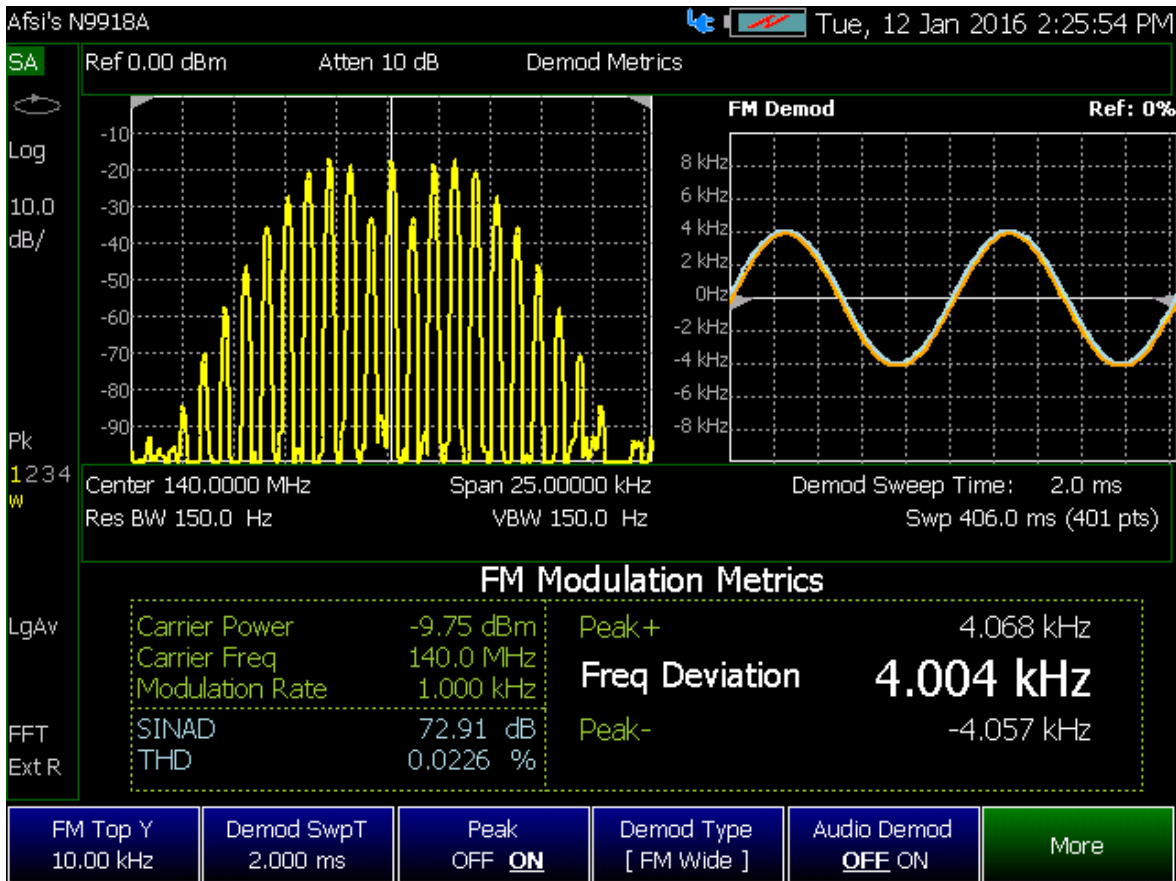 Afsi's N9918A Tue, 12 Jan 2016 2:25:54 PM
SA Ref 0.00 dBm Atten 10 dB Demod Metrics
Log
10.0
dB/
Pk
1234
W
LgAv
FFT
Ext R
-10
-20
-30
-40
-50
-60
-70
-80
-90
FM Demod Ref: 0%
8 kHz
6 kHz
4 kHz
2 kHz
0Hz
-2 kHz
-4 kHz
-6 kHz
-8 kHz
Center 140.0000 MHz Span 25.00000 kHz Demod Sweep Time: 2.0 ms
Res BW 150.0 Hz VBW 150.0 Hz Swp 406.0 ms (401 pts)
FM Modulation Metrics
Carrier Power -9.75 dBm
Carrier Freq 140.0 MHz
Modulation Rate 1.000 kHz
SINAD 72.91 dB
THD 0.0226 %
Peak+ 4.068 kHz
Freq Deviation 4.004 kHz
Peak- -4.057 kHz
FM Top Y
10.00 kHz
Demod SwpT
2.000 ms
Peak
OFF ON
Demod Type
[ FM Wide ]
Audio Demod
OFF ON
More